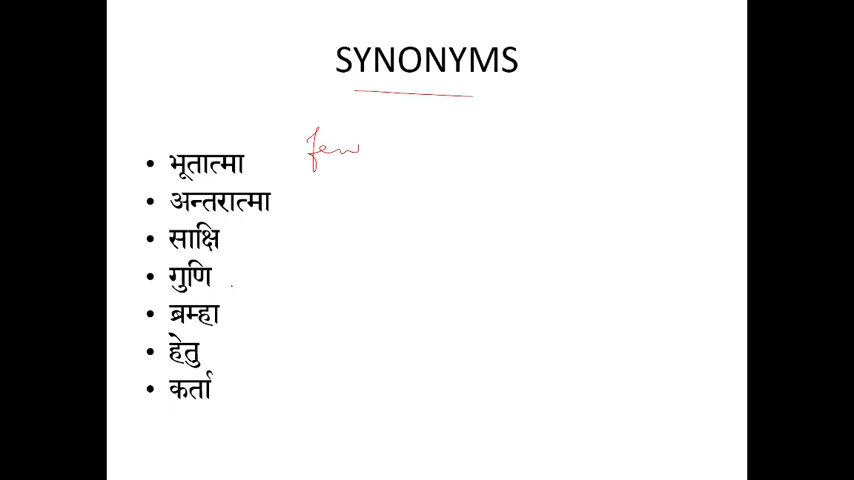 SYNONYMS
few
• भूतात्मा
• अन्तरात्मा
• साक्षि
• गुणि
• ब्रम्हा
• हेतु
• कर्ता